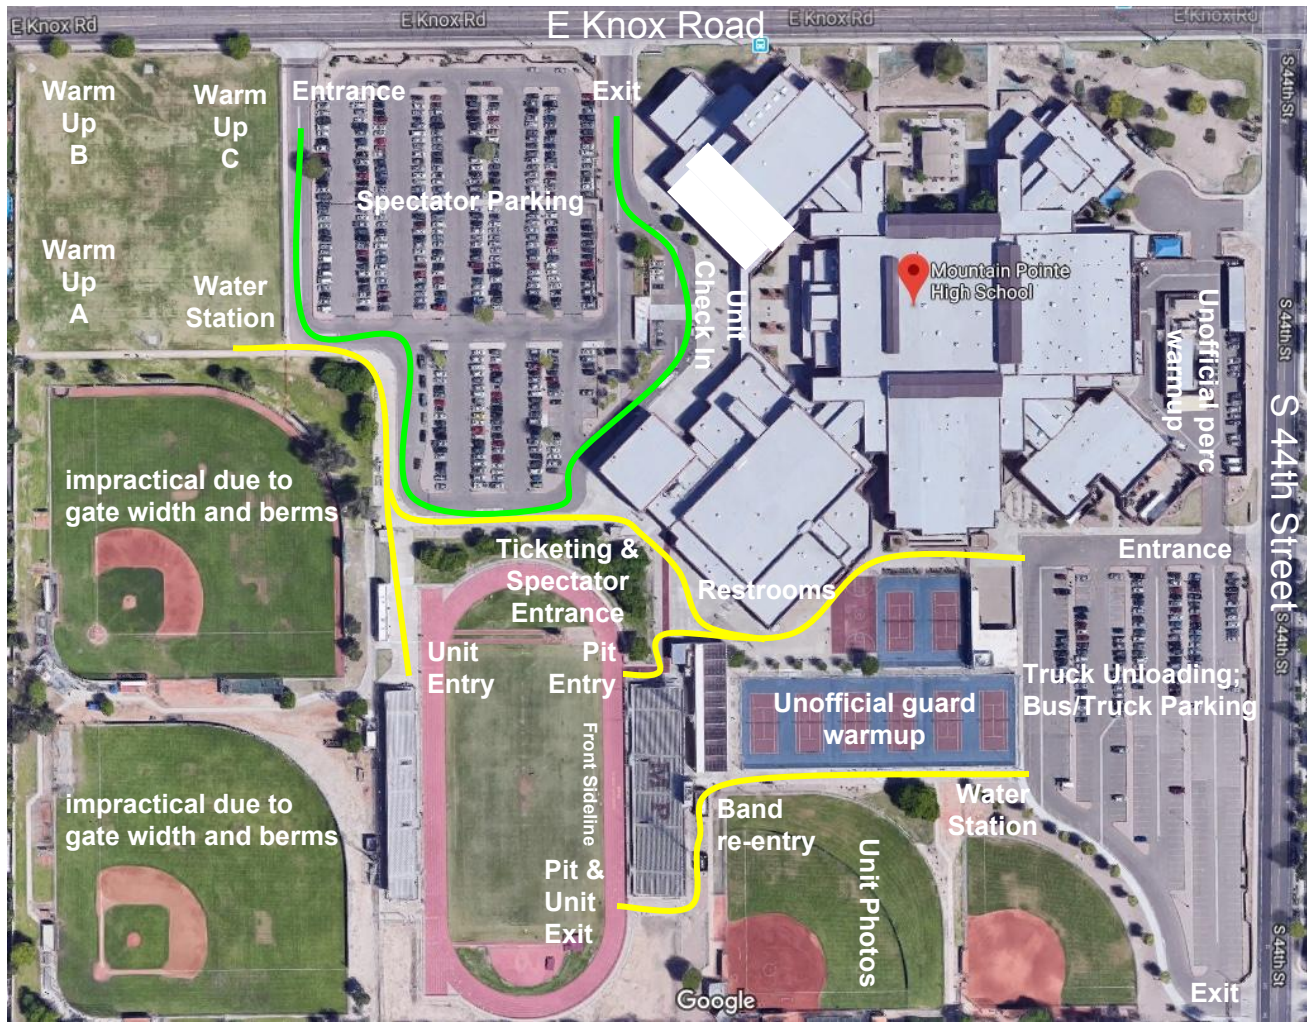 E Knox Rd
E Knox Rd
E Knox Road
E Knox Rd
E Knox Rd
S 44th St
Warm
Up
B
Warm
Up
C
Entrance
Exit
Spectator Parking
Warm
Up
A
Water
Station
Unit
Check In
Mountain Pointe
High School
Unofficial perc
warmup
S 44th St
S 44th Street
impractical due to
gate width and berms
Ticketing &
Spectator
Entrance
Restrooms
Entrance
S 44th St
Unit
Entry
Pit
Entry
Truck Unloading;
Bus/Truck Parking
Unofficial guard
warmup
Front Sideline
impractical due to
gate width and berms
Band
re-entry
Water
Station
Pit &
Unit
Exit
Unit Photos
S 44th St
Exit
Google